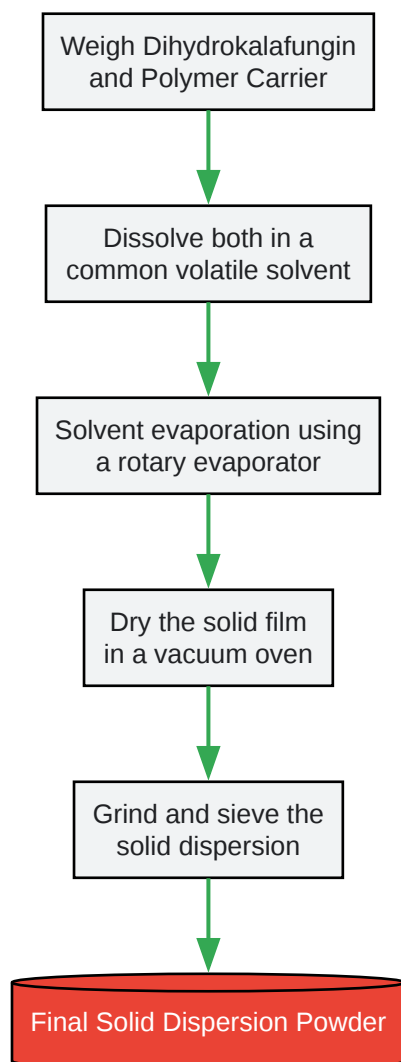 Weigh Dihydrokalafungin
and Polymer Carrier
Dissolve both in a
common volatile solvent
Solvent evaporation using
a rotary evaporator
Dry the solid film
in a vacuum oven
Grind and sieve the
solid dispersion
Final Solid Dispersion Powder